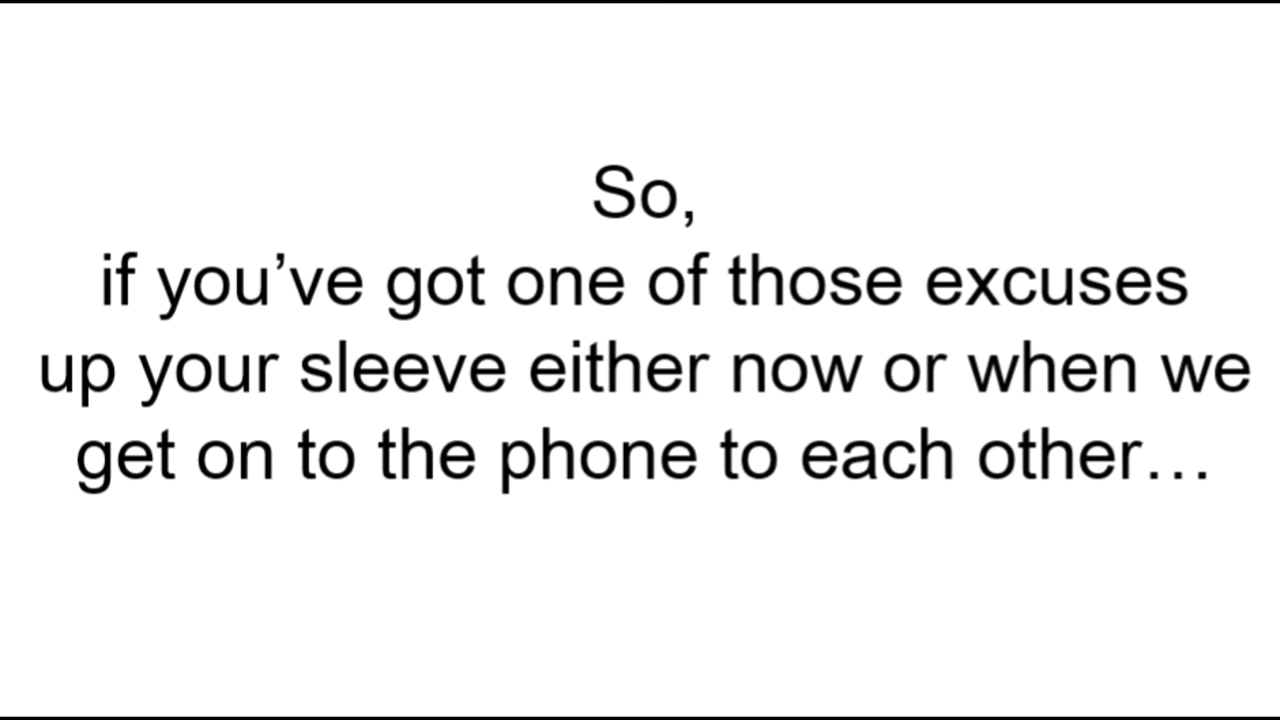 So,
if you’ve got one of those excuses
up your sleeve either now or when we
get on to the phone to each other…